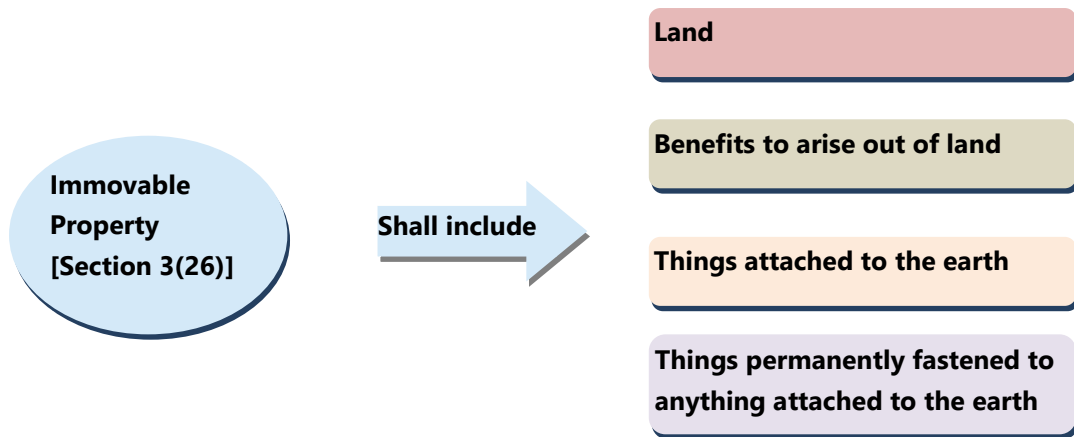 Immovable
Property
[Section 3(26)]
Shall include
Land
Benefits to arise out of land
Things attached to the earth
Things permanently fastened to
anything attached to the earth